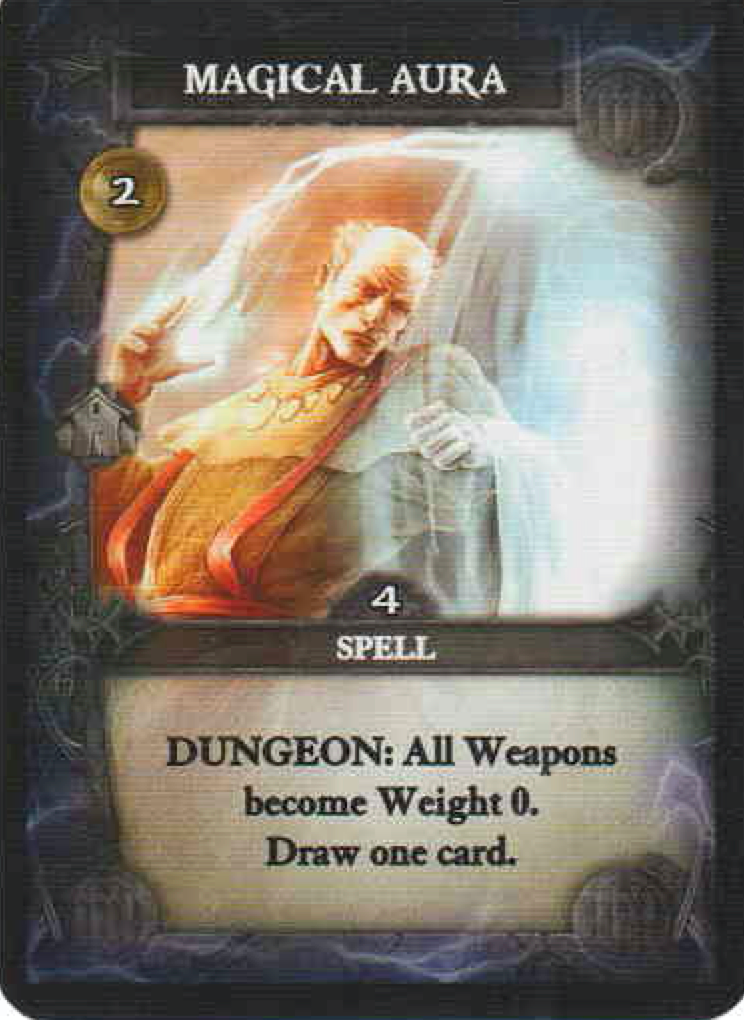 MAGICAL AURA
2
4
SPELL
DUNGEON: All Weapons
become Weight 0.
Draw one card.